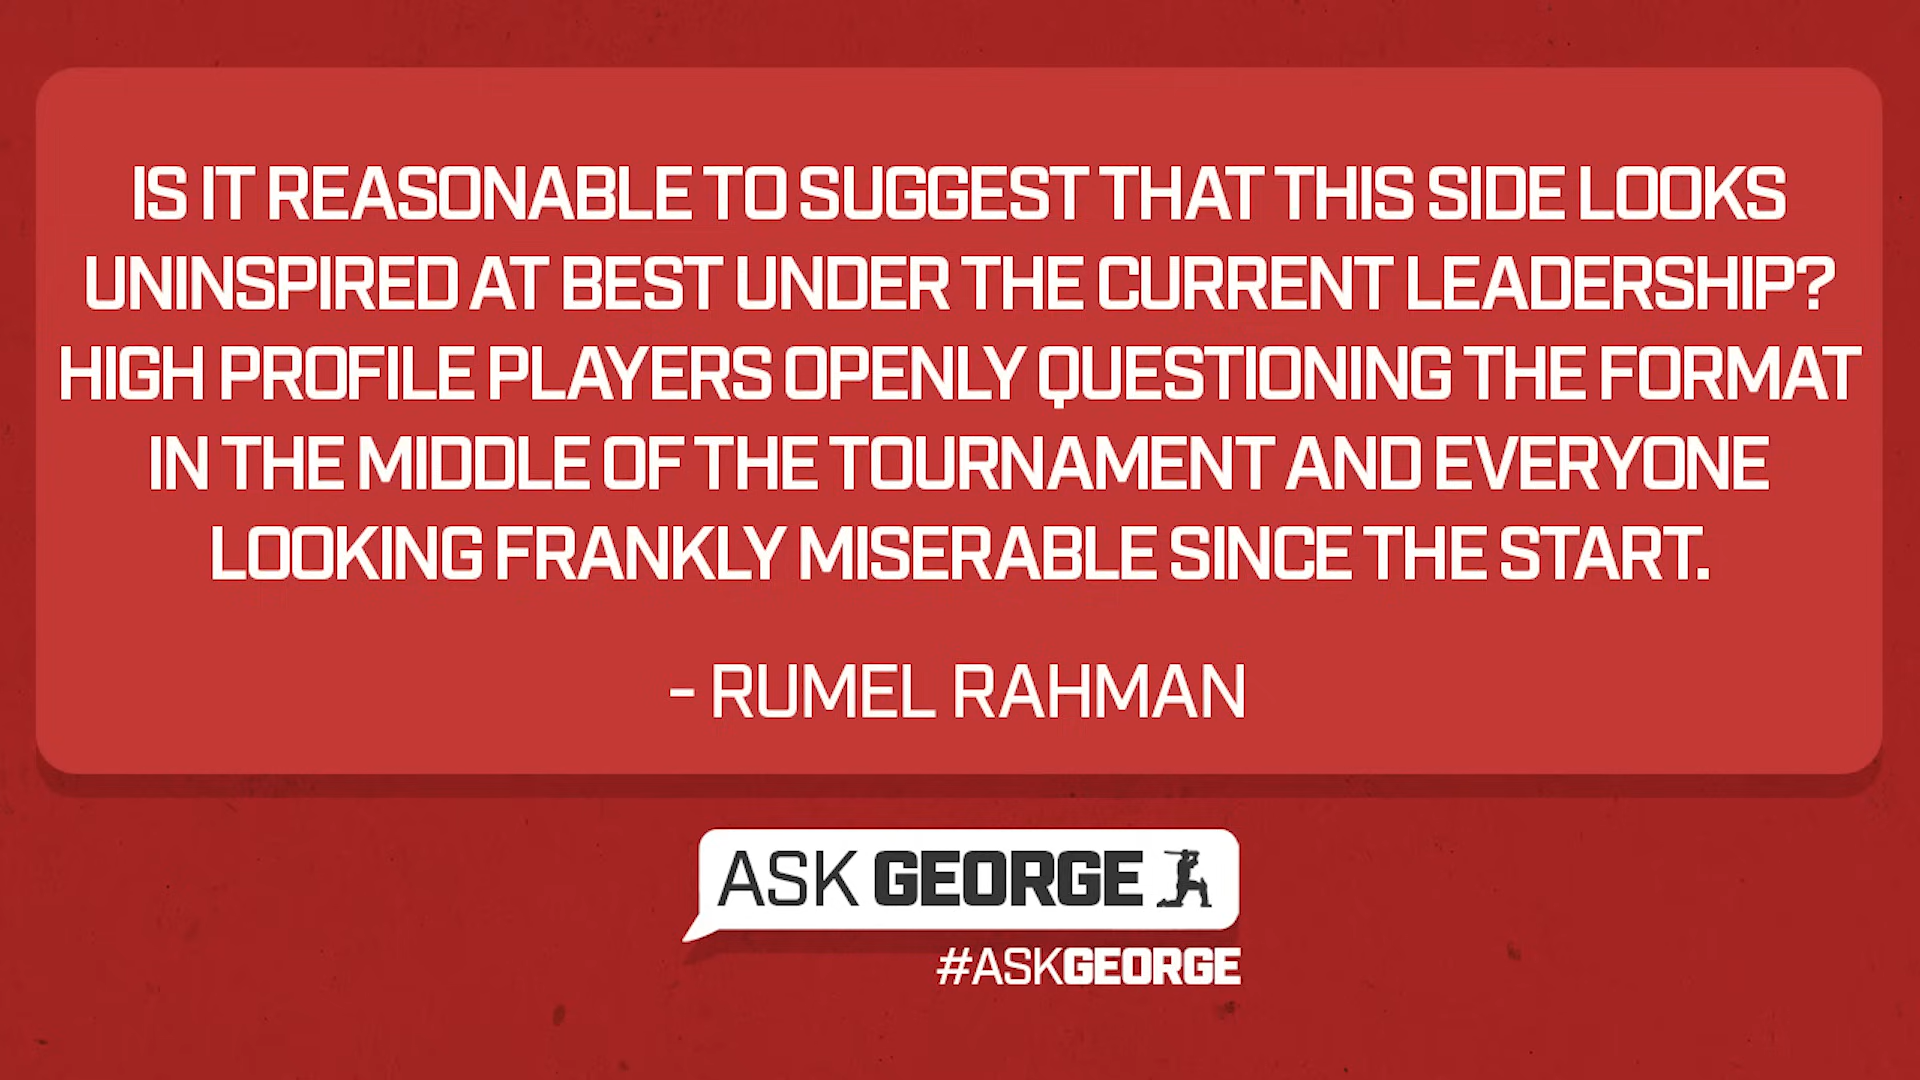 IS IT REASONABLE TO SUGGEST THAT THIS SIDE LOOKS
UNINSPIRED AT BEST UNDER THE CURRENT LEADERSHIP?
HIGH PROFILE PLAYERS OPENLY QUESTIONING THE FORMAT
IN THE MIDDLE OF THE TOURNAMENT AND EVERYONE
LOOKING FRANKLY MISERABLE SINCE THE START.
- RUMEL RAHMAN
ASK GEORGE
#ASKGEORGE